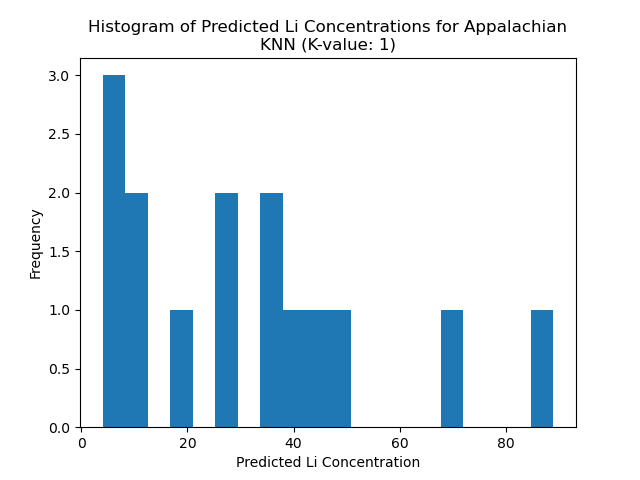 Histogram of Predicted Li Concentrations for Appalachian
KNN (K-value: 1)
3.0
2.5
2.0
1.5
1.0
0.5
0.0
Frequency
0 20 40 60 80
Predicted Li Concentration